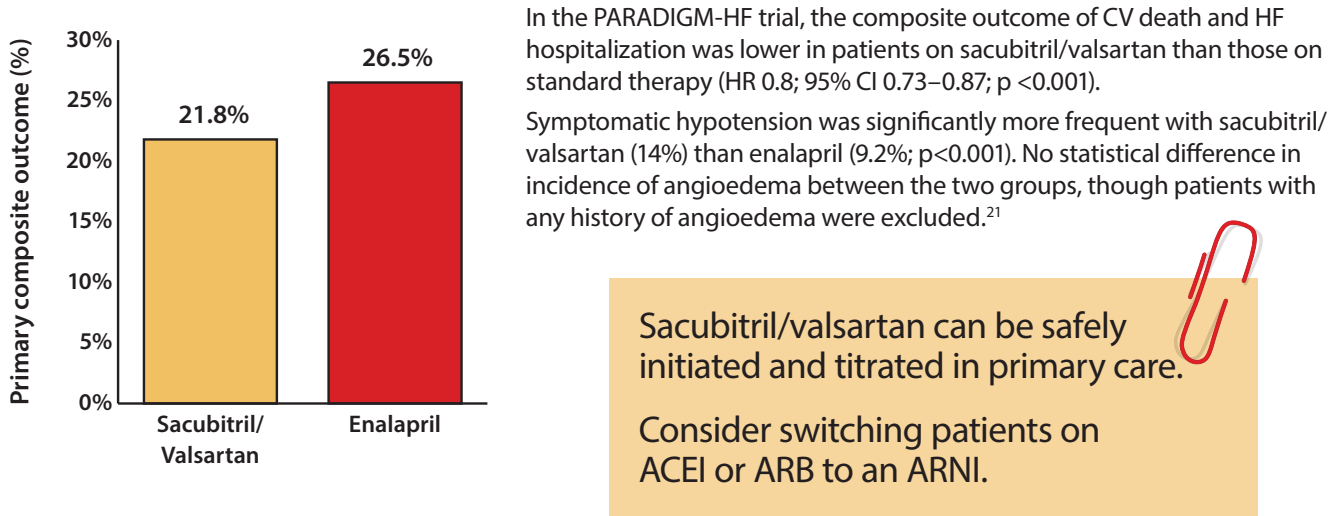 Primary composite outcome (%)
30%
25%
20%
15%
10%
5%
0%
21.8%
26.5%
Sacubitril/
Valsartan
Enalapril
In the PARADIGM-HF trial, the composite outcome of CV death and HF
hospitalization was lower in patients on sacubitril/valsartan than those on
standard therapy (HR 0.8; 95% CI 0.73–0.87; p <0.001).
Symptomatic hypotension was significantly more frequent with sacubitril/
valsartan (14%) than enalapril (9.2%; p<0.001). No statistical difference in
incidence of angioedema between the two groups, though patients with
any history of angioedema were excluded.²¹
Sacubitril/valsartan can be safely
initiated and titrated in primary care.
Consider switching patients on
ACEI or ARB to an ARNI.